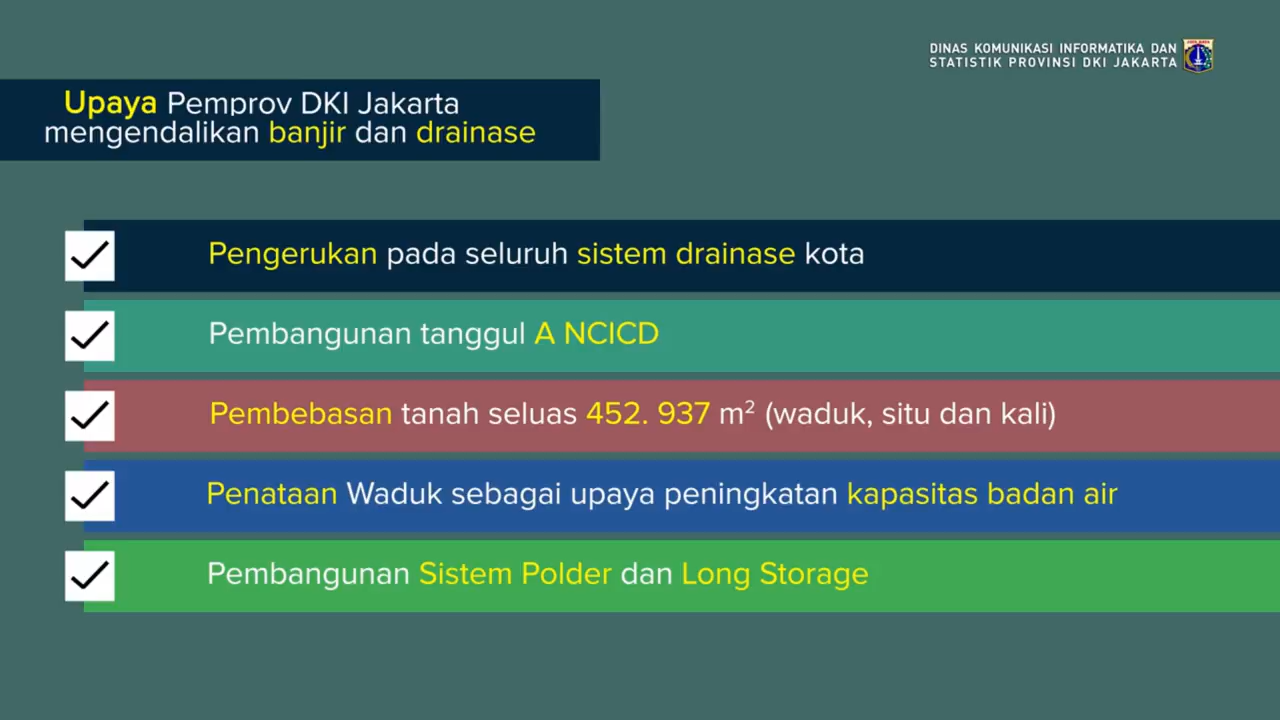 DINAS KOMUNIKASI INFORMATIKA DAN
STATISTIK PROVINSI DKI JAKARTA
Upaya Pemprov DKI Jakarta
mengendalikan banjir dan drainase
Pengerukan pada seluruh sistem drainase kota
Pembangunan tanggul A NCICD
Pembebasan tanah seluas 452. 937 m² (waduk, situ dan kali)
Penataan Waduk sebagai upaya peningkatan kapasitas badan air
Pembangunan Sistem Polder dan Long Storage